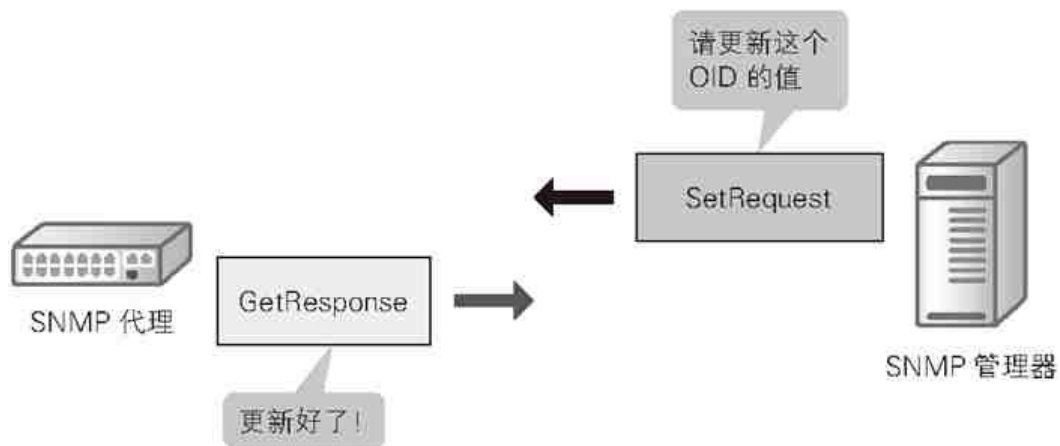 请更新这个
OID 的值
SetRequest
GetResponse
SNMP 代理
SNMP 管理器
更新好了！